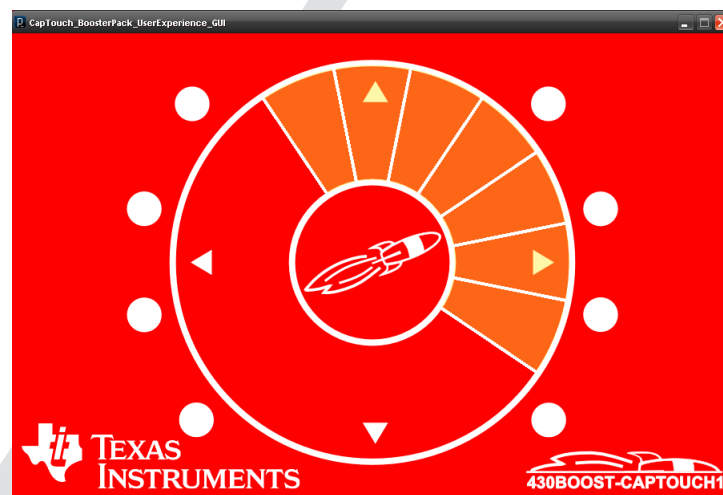 CapTouch_BoosterPack_UserExperience_GUI
TEXAS
INSTRUMENTS
430BOOST-CAPTOUCH1